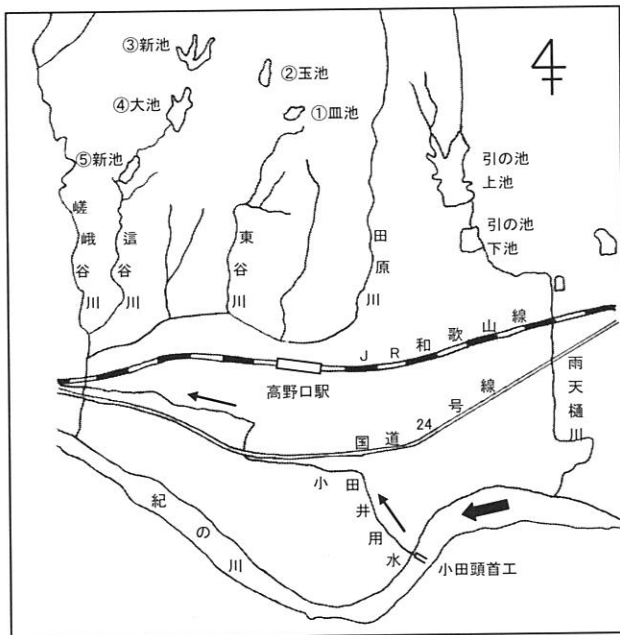 ③新池
②玉池
④大池
①皿池
⑤新池
引の池
上池
引の池
下池
嵯峨谷川
這谷川
東谷川
田原川
JR和歌山線
高野口駅
雨天樋川
国道24号線
小田井用水
紀の川
小田頭首工